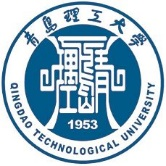 青島理工大學
1953
QINGDAO TECHNOLOGICAL UNIVERSITY